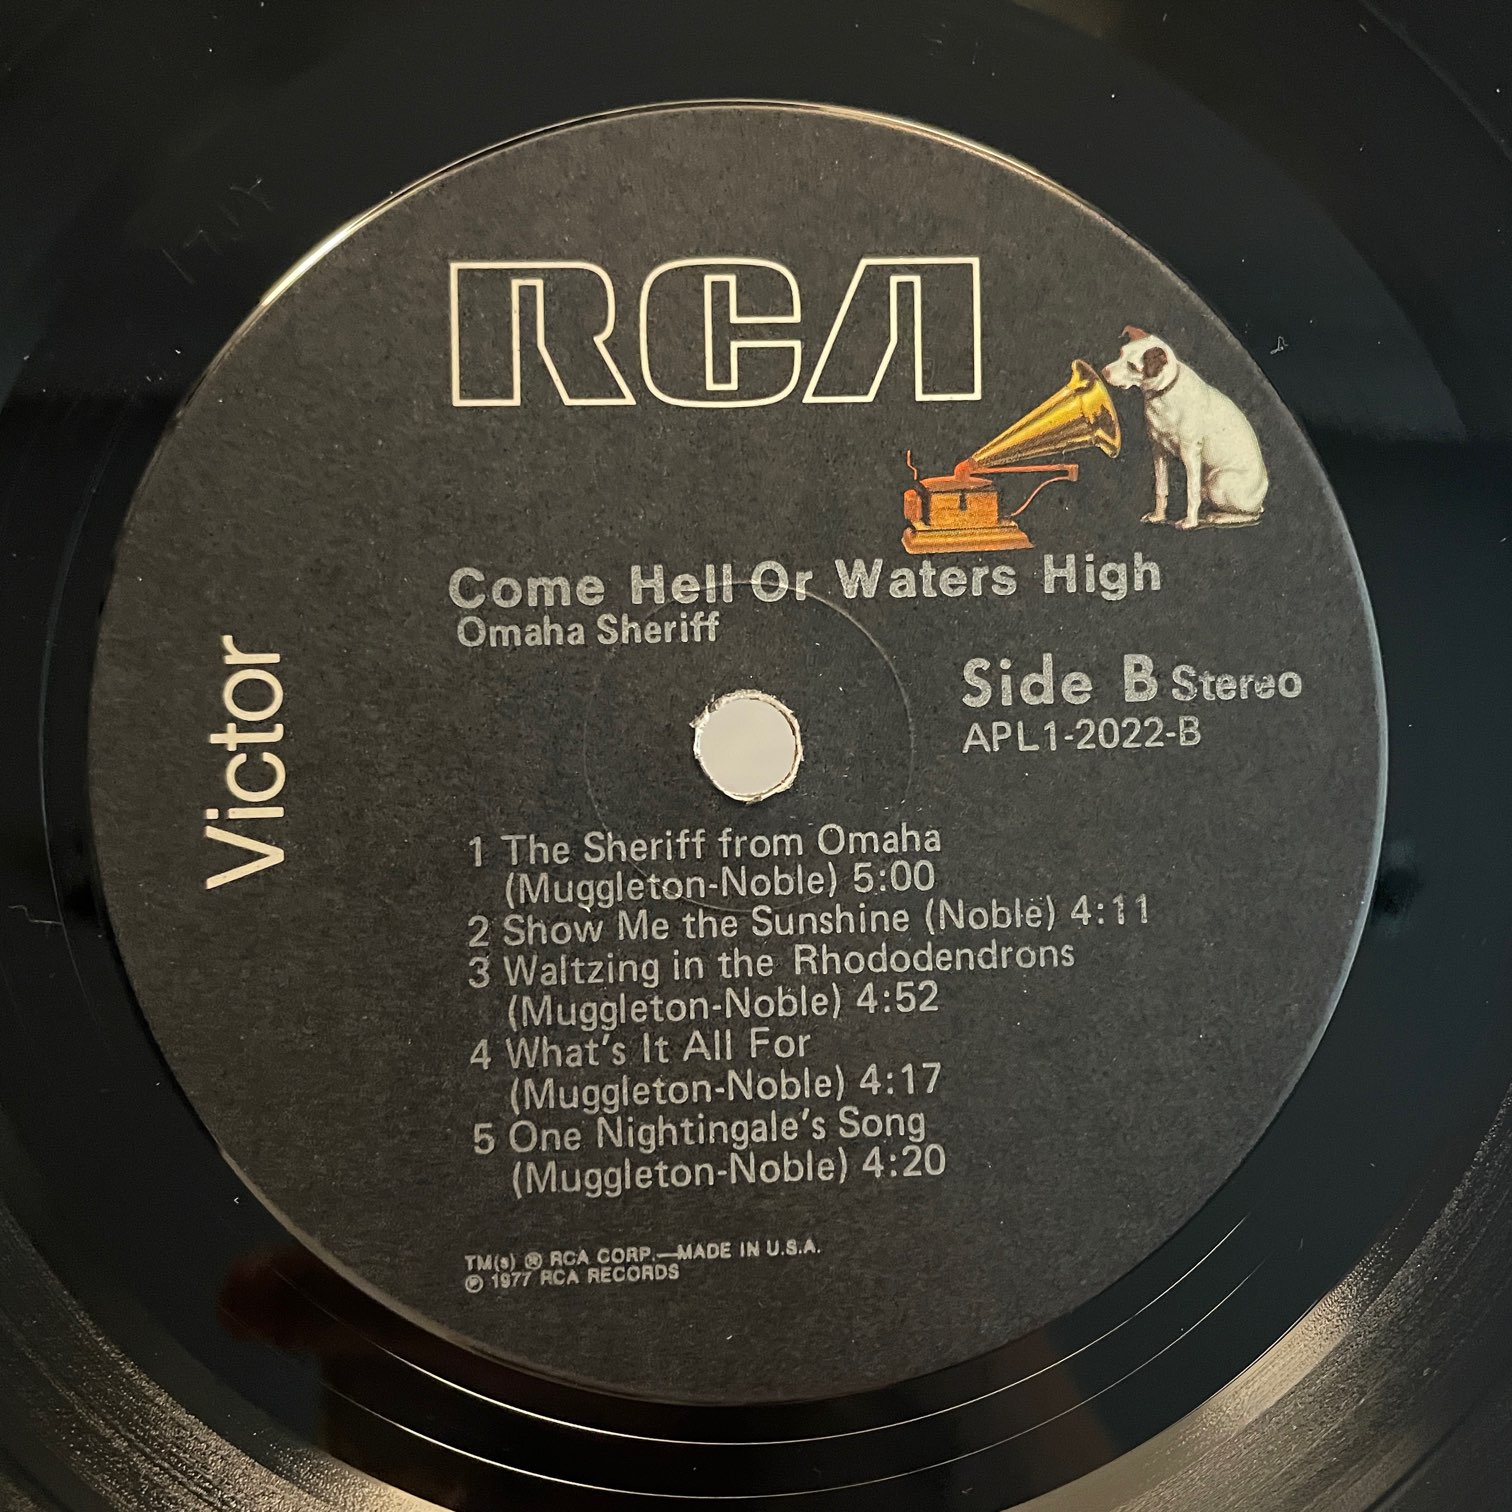 RCA
Victor
Come Hell Or Waters High
Omaha Sheriff
Side B Stereo
APL1-2022-B
1 The Sheriff from Omaha
(Muggleton-Noble) 5:00
2 Show Me the Sunshine (Noble) 4:11
3 Waltzing in the Rhododendrons
(Muggleton-Noble) 4:52
4 What's It All For
(Muggleton-Noble) 4:17
5 One Nightingale's Song
(Muggleton-Noble) 4:20
TM(s) ® RCA CORP.—MADE IN U.S.A.
℗ 1977 RCA RECORDS